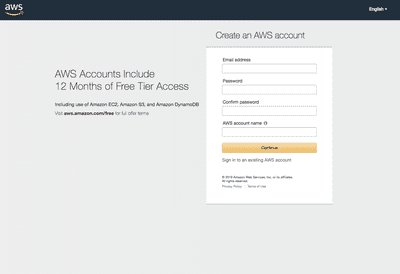 aws
English
Create an AWS account
AWS Accounts Include
12 Months of Free Tier Access
Including use of Amazon EC2, Amazon S3, and Amazon DynamoDB
Visit aws.amazon.com/free for full offer terms
Email address
Password
Confirm password
AWS account name
Continue
Sign in to an existing AWS account
© 2019 Amazon Web Services, Inc. or its affiliates.
All rights reserved.
Privacy Policy | Terms of Use